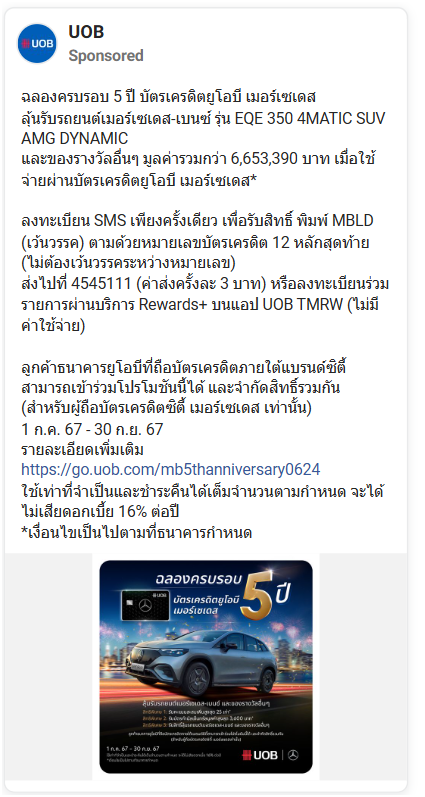 UOB
UOB
Sponsored
ฉลองครบรอบ 5 ปี บัตรเครดิตยูโอบี เมอร์เซเดส
ลุ้นรับรถยนต์เมอร์เซเดส-เบนซ์ รุ่น EQE 350 4MATIC SUV
AMG DYNAMIC
และของรางวัลอื่นๆ มูลค่ารวมกว่า 6,653,390 บาท เมื่อใช้
จ่ายผ่านบัตรเครดิตยูโอบี เมอร์เซเดส*
ลงทะเบียน SMS เพียงครั้งเดียว เพื่อรับสิทธิ์ พิมพ์ MBLD
(เว้นวรรค) ตามด้วยหมายเลขบัตรเครดิต 12 หลักสุดท้าย
(ไม่ต้องเว้นวรรคระหว่างหมายเลข)
ส่งไปที่ 4545111 (ค่าส่งครั้งละ 3 บาท) หรือลงทะเบียนร่วม
รายการผ่านบริการ Rewards+ บนแอป UOB TMRW (ไม่มี
ค่าใช้จ่าย)
ลูกค้าธนาคารยูโอบีที่ถือบัตรเครดิตภายใต้แบรนด์ซิตี้
สามารถเข้าร่วมโปรโมชันนี้ได้ และจำกัดสิทธิ์รวมกัน
(สำหรับผู้ถือบัตรเครดิตซิตี้ เมอร์เซเดส เท่านั้น)
1 ก.ค. 67 - 30 ก.ย. 67
รายละเอียดเพิ่มเติม
https://go.uob.com/mb5thanniversary0624
ใช้เท่าที่จำเป็นและชำระคืนได้เต็มจำนวนตามกำหนด จะได้
ไม่เสียดอกเบี้ย 16% ต่อปี
*เงื่อนไขเป็นไปตามที่ธนาคารกำหนด
ฉลองครบรอบ
บัตรเครดิตยูโอบี
เมอร์เซเดส
5 ปี
UOB
ลุ้นรับรถยนต์เมอร์เซเดส-เบนซ์ และของรางวัลอื่นๆ
1 ก.ค. 67 - 30 ก.ย. 67
UOB